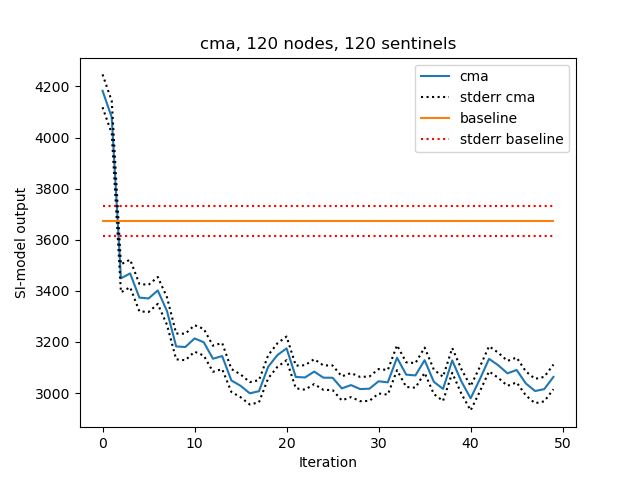 cma, 120 nodes, 120 sentinels
cma
stderr cma
baseline
stderr baseline
SI-model output
4200
4000
3800
3600
3400
3200
3000
0 10 20 30 40 50
Iteration